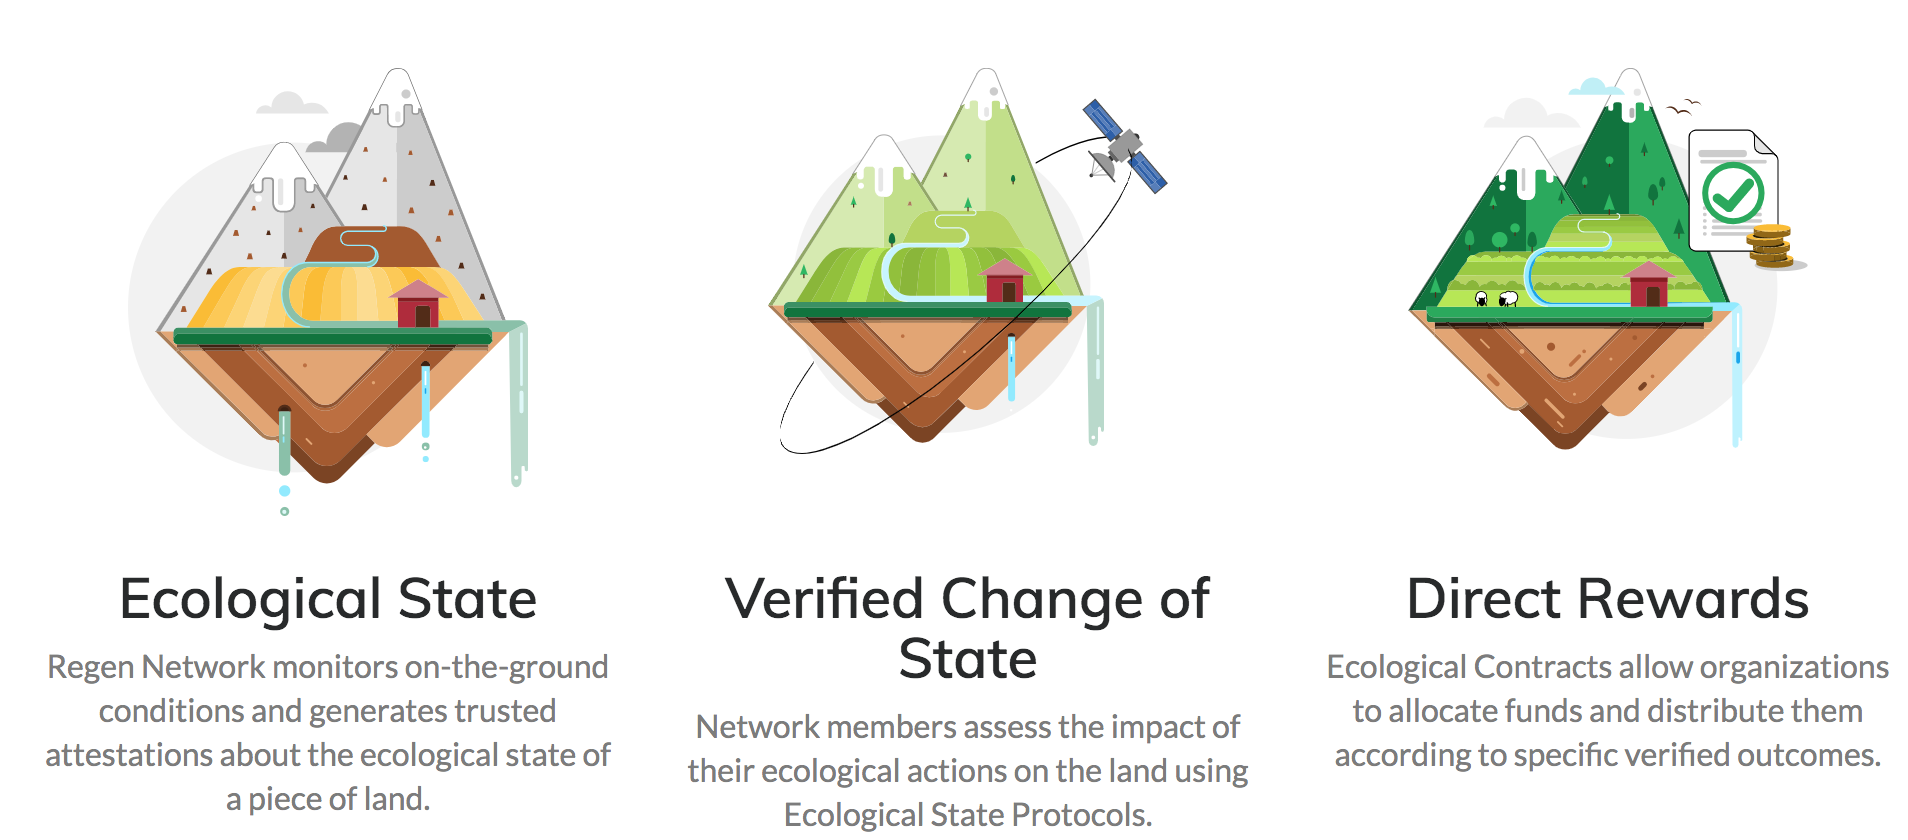 Ecological State
Regen Network monitors on-the-ground
conditions and generates trusted
attestations about the ecological state of
a piece of land.
Verified Change of
State
Network members assess the impact of
their ecological actions on the land using
Ecological State Protocols.
Direct Rewards
Ecological Contracts allow organizations
to allocate funds and distribute them
according to specific verified outcomes.